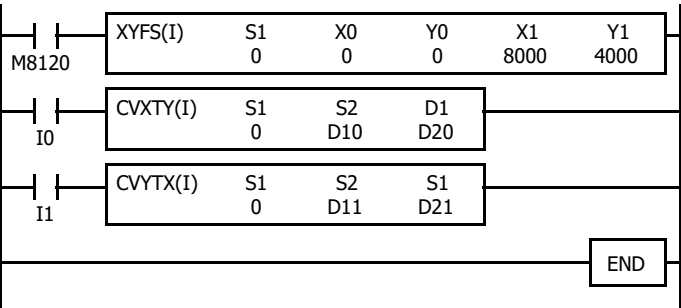 XYFS(I) S1 X0 Y0 X1 Y1
0 0 0 8000 4000
M8120
CVXTY(I) S1 S2 D1
0 D10 D20
I0
CVYTX(I) S1 S2 S1
0 D11 D21
I1
END